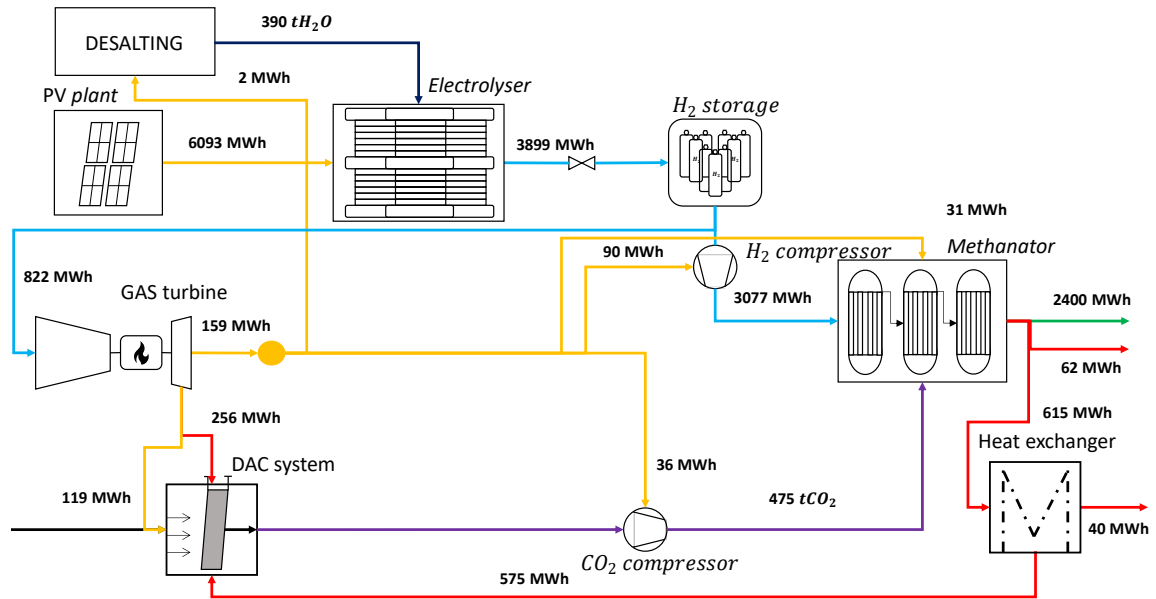 390 tH₂O
DESALTING
2 MWh
Electrolyser
PV plant
H₂ storage
6093 MWh
3899 MWh
H₂
H₂
31 MWh
90 MWh
H₂ compressor
Methanator
822 MWh
GAS turbine
3077 MWh
2400 MWh
159 MWh
62 MWh
256 MWh
615 MWh
Heat exchanger
DAC system
36 MWh
119 MWh
475 tCO₂
40 MWh
CO₂ compressor
575 MWh